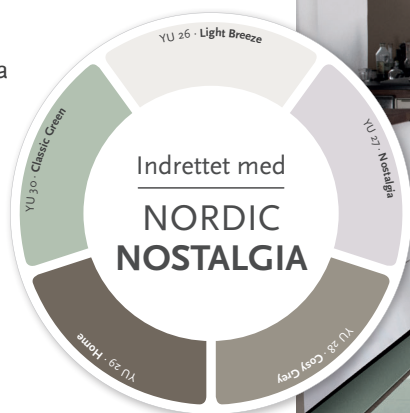 a
YU 26 · Light Breeze
YU 27 · Nostalgia
YU 28 · Cosy Grey
YU 29 · Home
YU 30 · Classic Green
Indrettet med
NORDIC
NOSTALGIA